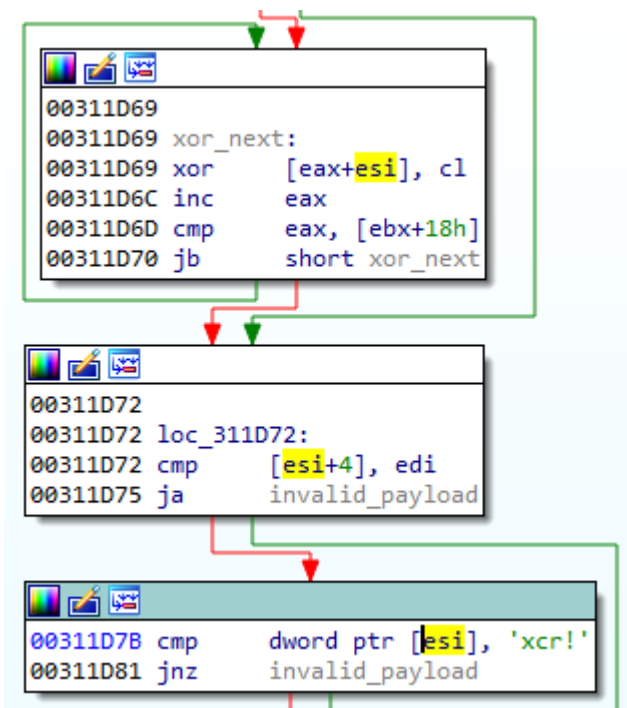 00311D69
00311D69 xor_next:
00311D69 xor     [eax+esi], cl
00311D6C inc     eax
00311D6D cmp     eax, [ebx+18h]
00311D70 jb      short xor_next
00311D72
00311D72 loc_311D72:
00311D72 cmp     [esi+4], edi
00311D75 ja      invalid_payload
00311D7B cmp     dword ptr [esi], 'xcr!'
00311D81 jnz     invalid_payload